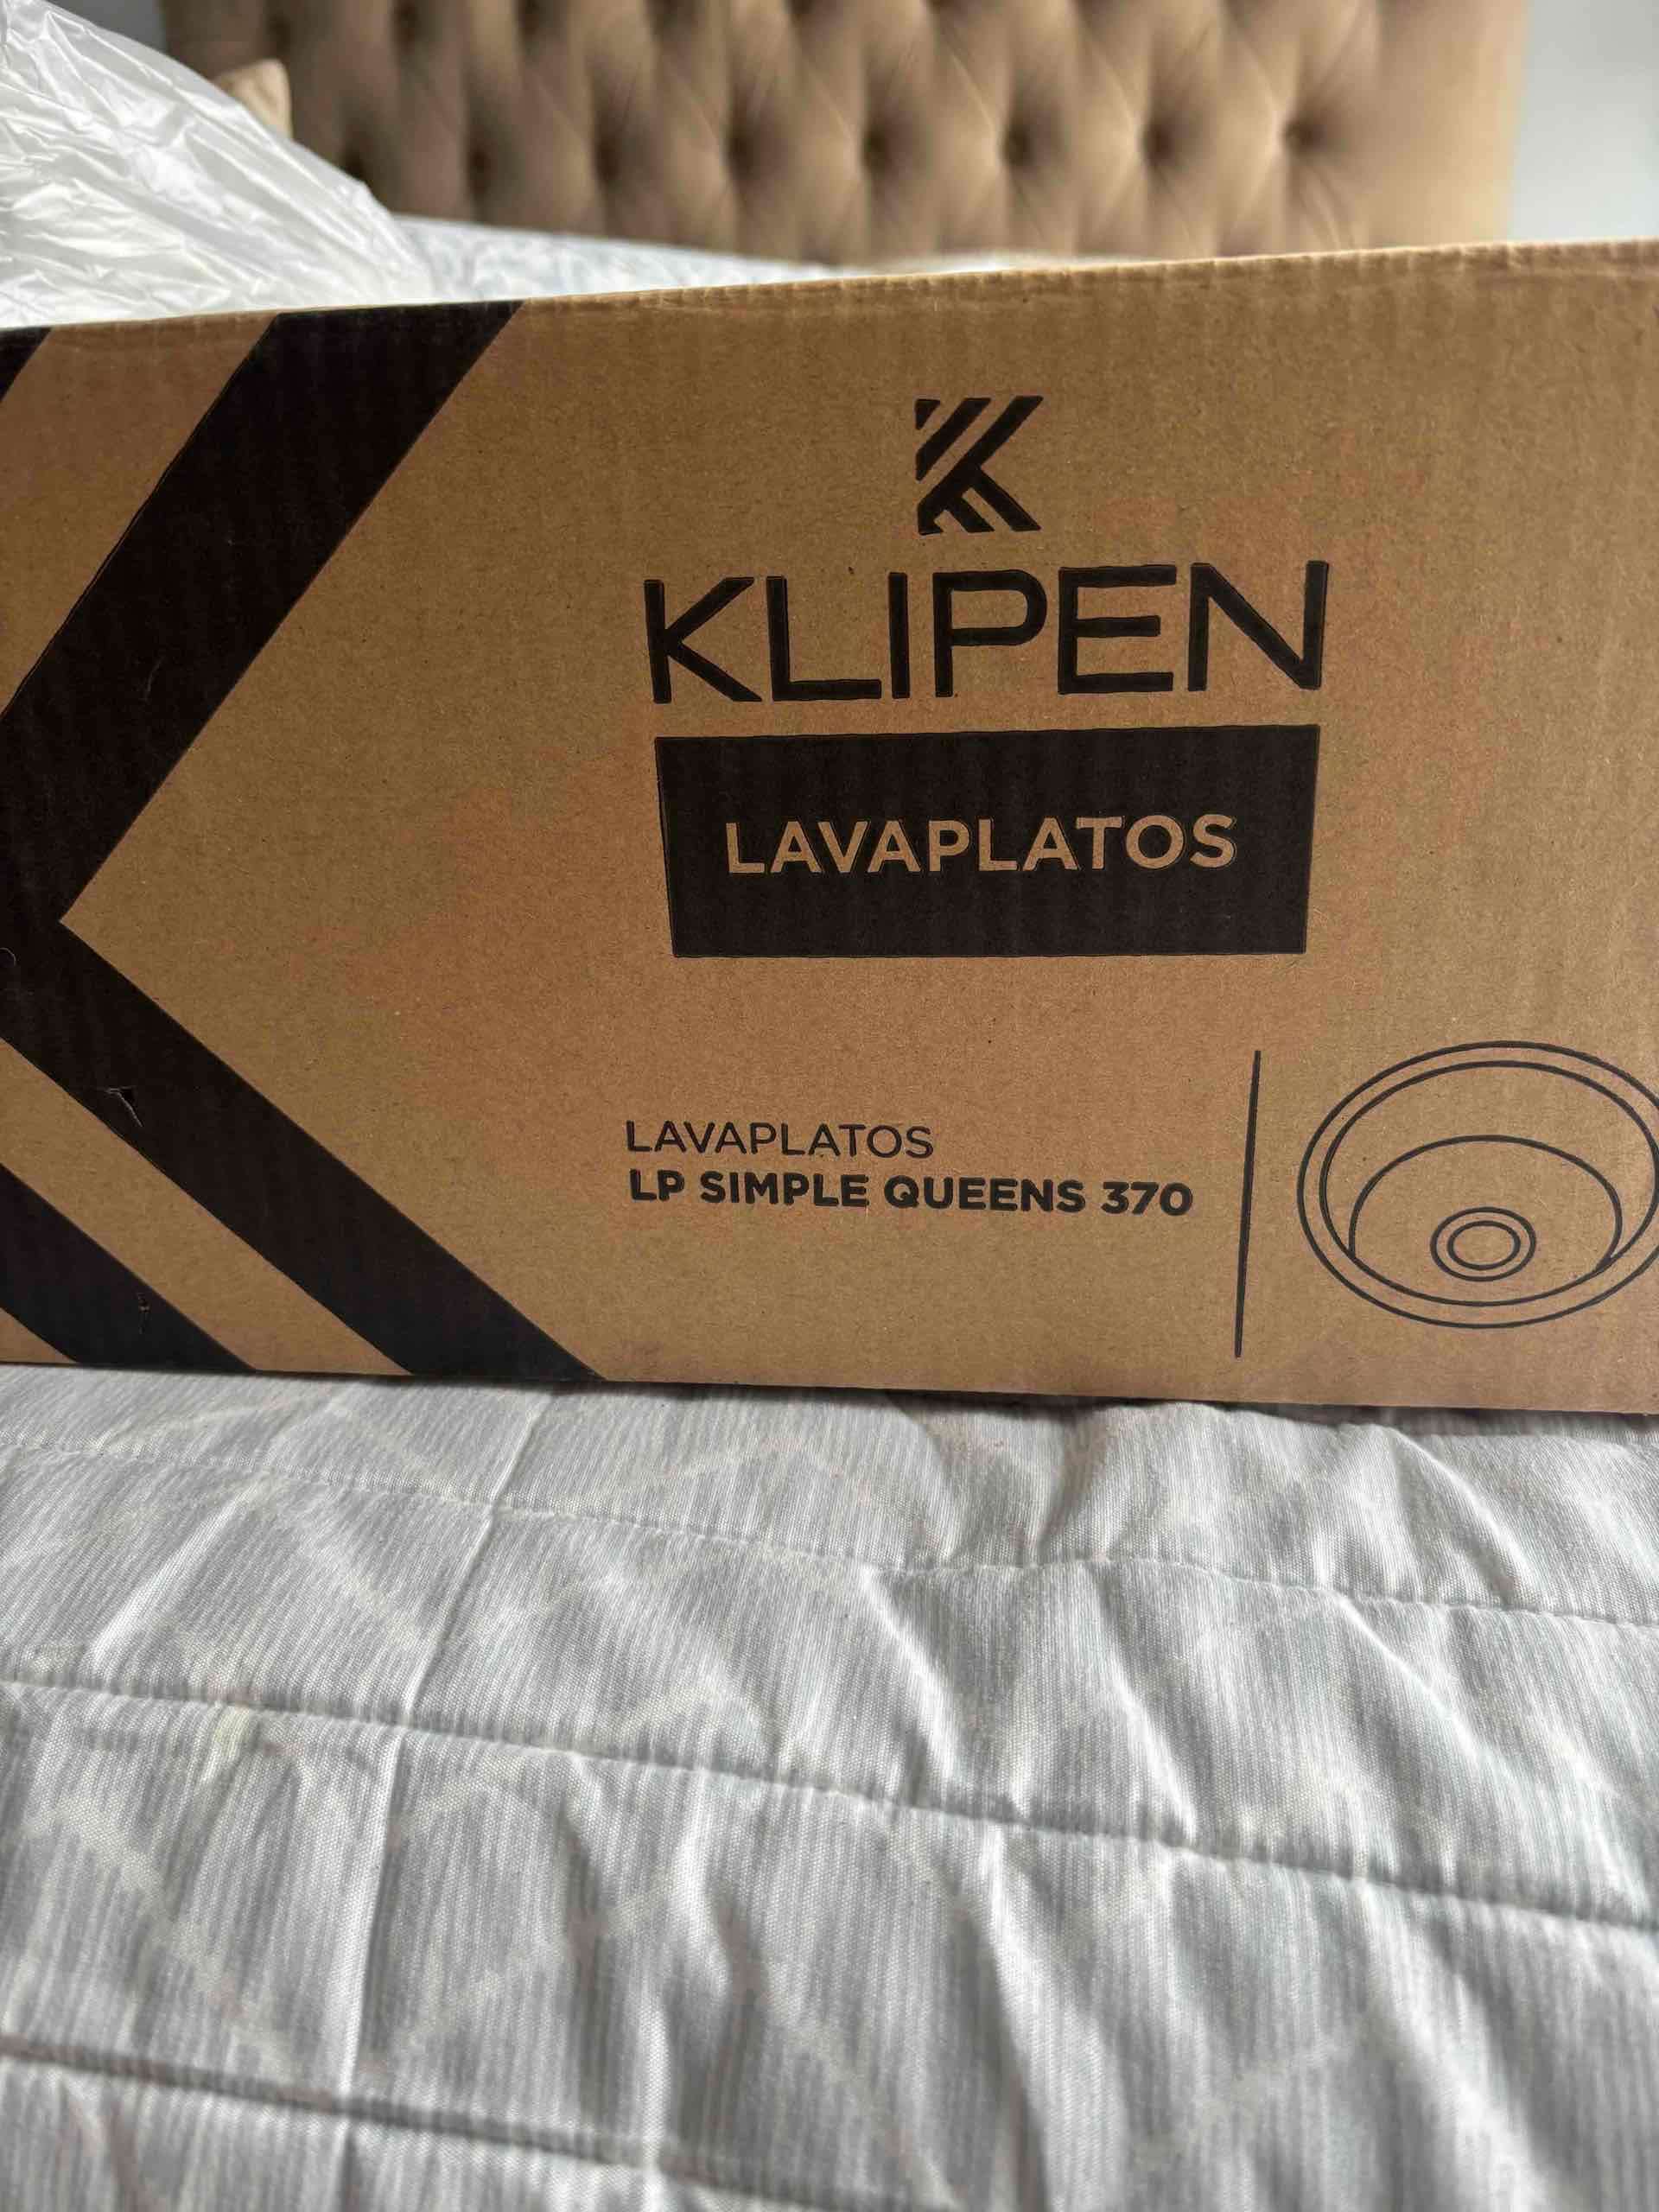 KLIPEN
LAVAPLATOS
LAVAPLATOS
LP SIMPLE QUEENS 370